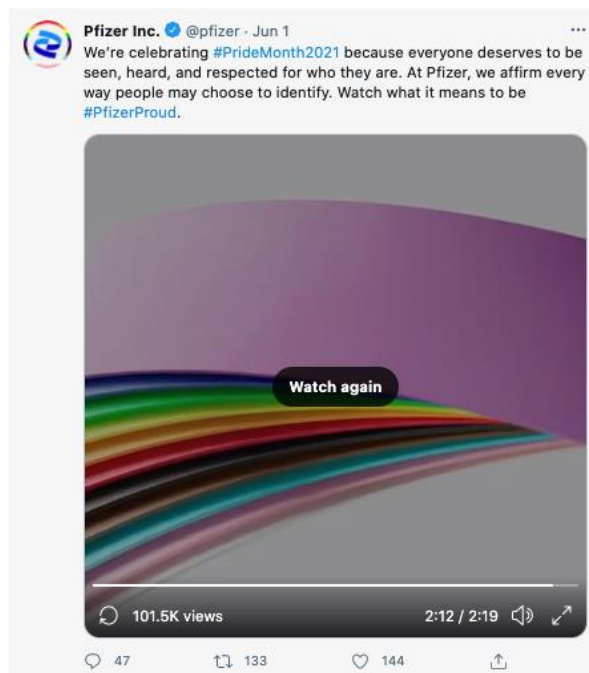 Pfizer Inc. @pfizer · Jun 1 ...
We're celebrating #PrideMonth2021 because everyone deserves to be
seen, heard, and respected for who they are. At Pfizer, we affirm every
way people may choose to identify. Watch what it means to be
#PfizerProud.
Watch again
101.5K views 2:12 / 2:19
47 133 144